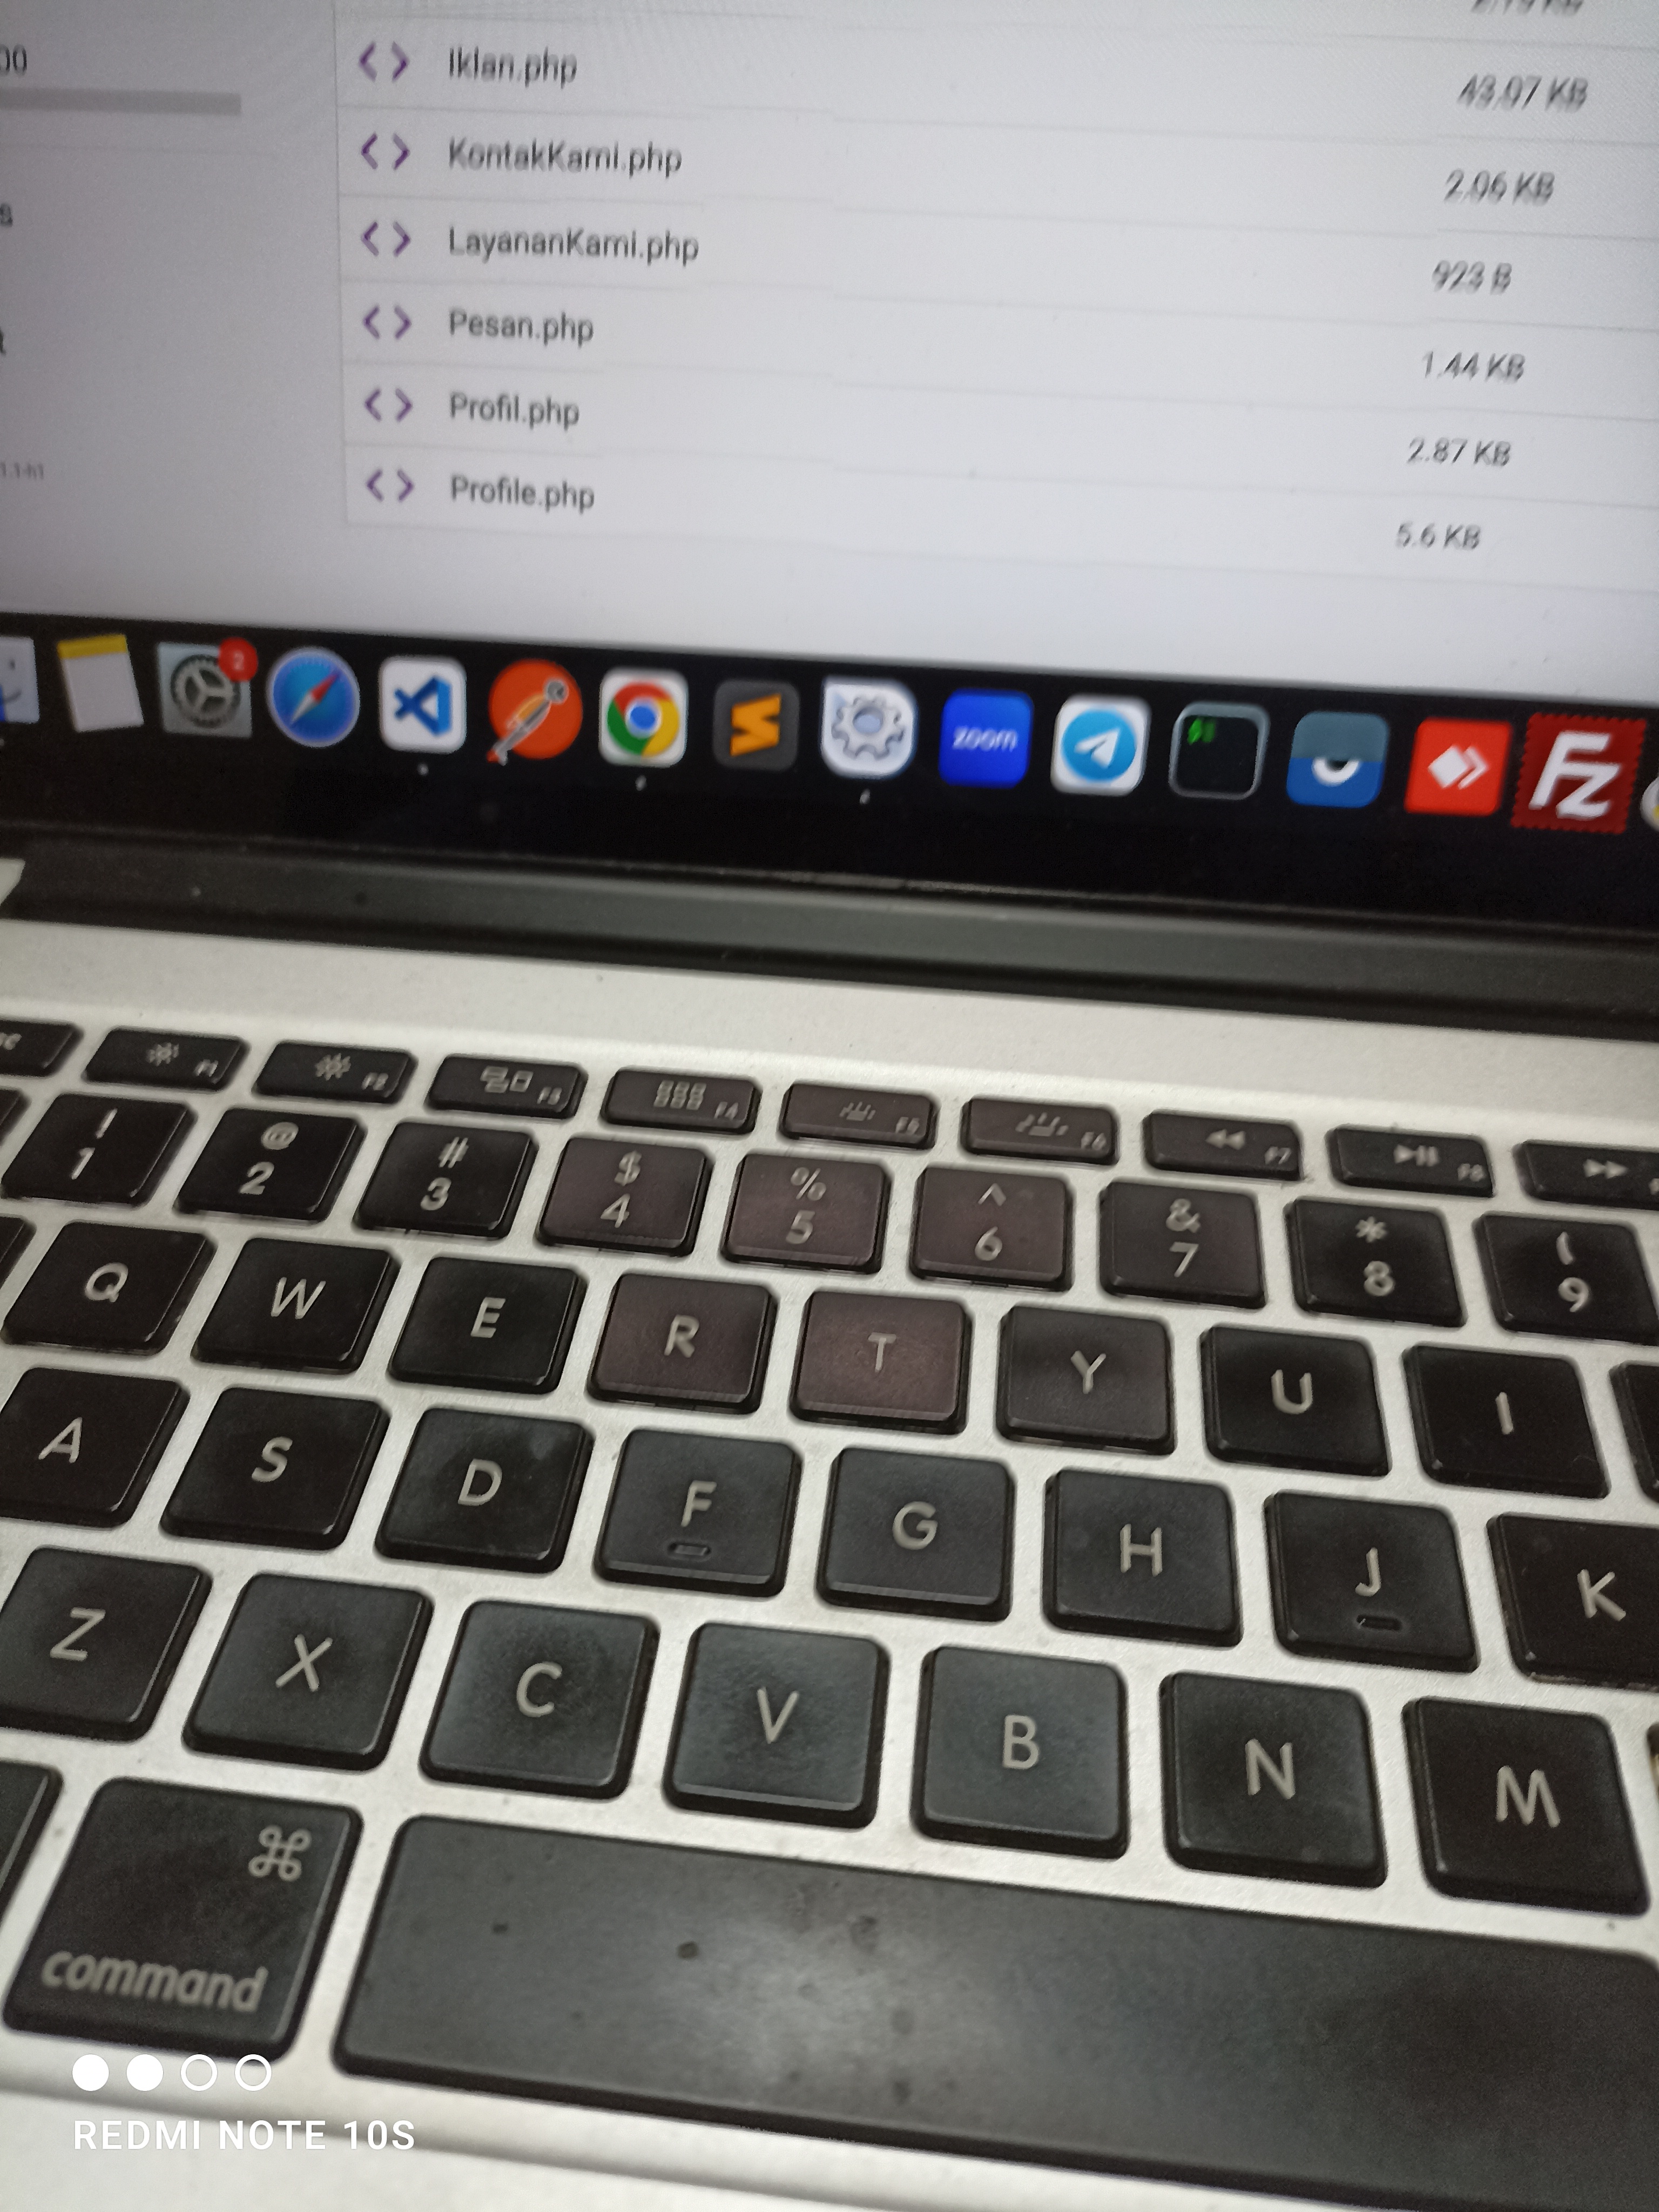 Iklan.php 43.07 KB
KontakKami.php 2.06 KB
LayananKami.php 923 B
Pesan.php 1.44 KB
Profil.php 2.87 KB
Profile.php 5.6 KB
2
zoom
FZ
F1 F2 F3 F4 F5 F6 F7 F8
! @ # $ % ^ & * (
1 2 3 4 5 6 7 8 9
Q W E R T Y U I
A S D F G H J K
Z X C V B N M
⌘
command
REDMI NOTE 10S